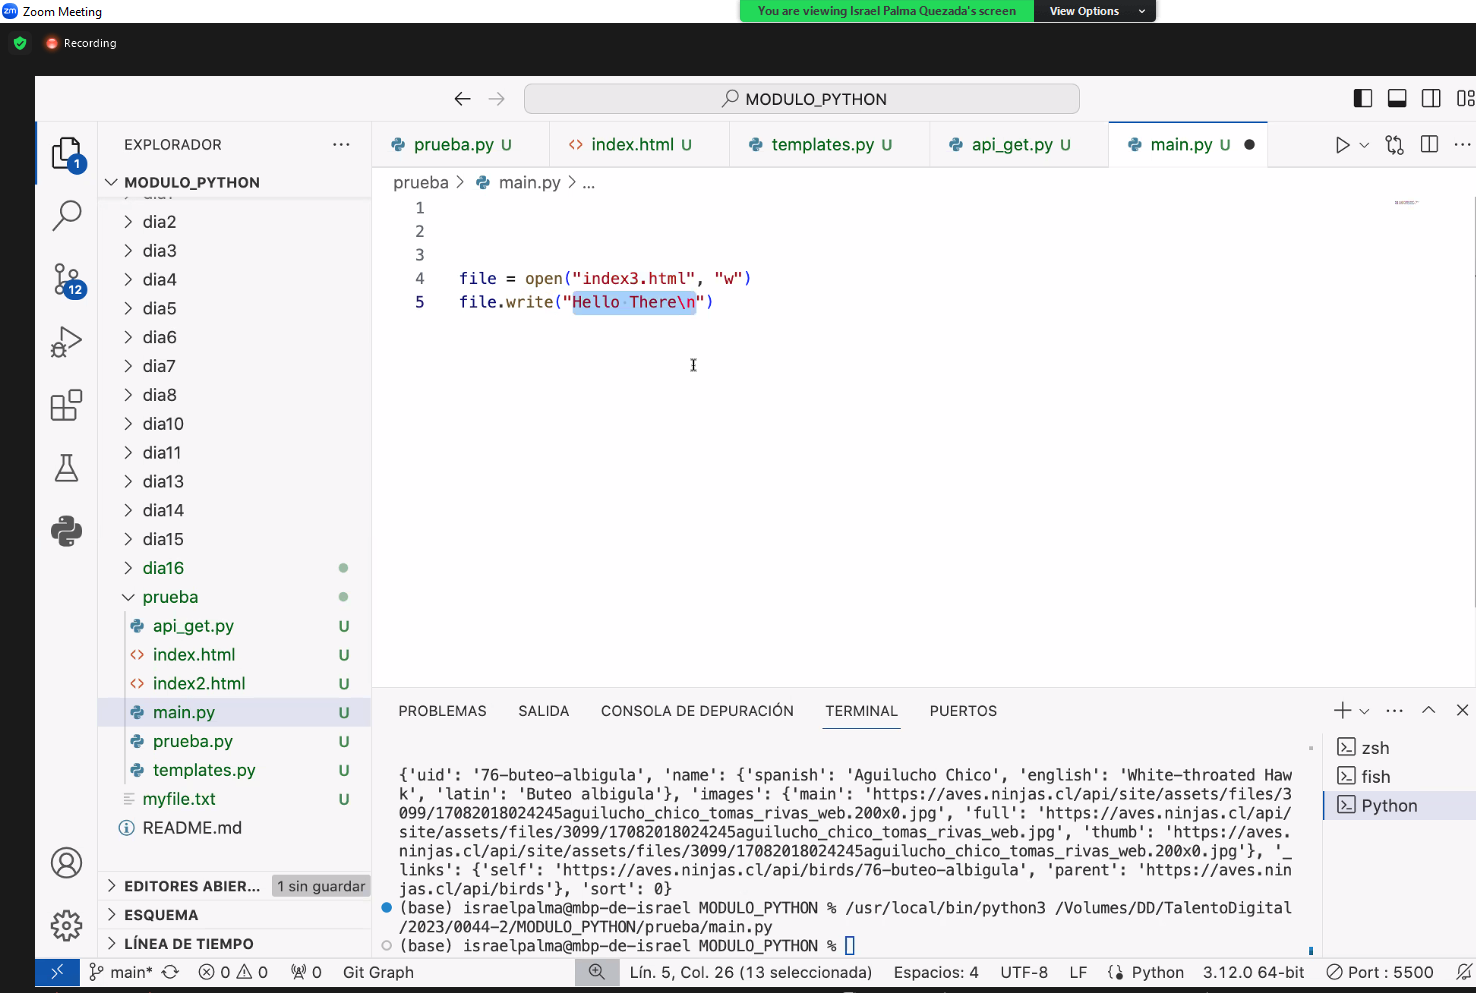 Zoom Meeting
You are viewing Israel Palma Quezada's screen
View Options
Recording
MODULO_PYTHON
EXPLORADOR
MODULO_PYTHON
dia2
dia3
dia4
dia5
dia6
dia7
dia8
dia10
dia11
dia13
dia14
dia15
dia16
prueba
api_get.py U
index.html U
index2.html U
main.py U
prueba.py U
templates.py U
myfile.txt U
README.md
EDITORES ABIER... 1 sin guardar
ESQUEMA
LÍNEA DE TIEMPO
1
12
prueba.py U
index.html U
templates.py U
api_get.py U
main.py U
prueba > main.py > ...
1
2
3
4 file = open("index3.html", "w")
5 file.write("Hello There\n")
PROBLEMAS SALIDA CONSOLA DE DEPURACIÓN TERMINAL PUERTOS
{'uid': '76-buteo-albigula', 'name': {'spanish': 'Aguilucho Chico', 'english': 'White-throated Haw
k', 'latin': 'Buteo albigula'}, 'images': {'main': 'https://aves.ninjas.cl/api/site/assets/files/3
099/17082018024245aguilucho_chico_tomas_rivas_web.200x0.jpg', 'full': 'https://aves.ninjas.cl/api/
site/assets/files/3099/17082018024245aguilucho_chico_tomas_rivas_web.jpg', 'thumb': 'https://aves.
ninjas.cl/api/site/assets/files/3099/17082018024245aguilucho_chico_tomas_rivas_web.200x0.jpg'}, '_
links': {'self': 'https://aves.ninjas.cl/api/birds/76-buteo-albigula', 'parent': 'https://aves.nin
jas.cl/api/birds'}, 'sort': 0}
(base) israelpalma@mbp-de-israel MODULO_PYTHON % /usr/local/bin/python3 /Volumes/DD/TalentoDigital
/2023/0044-2/MODULO_PYTHON/prueba/main.py
(base) israelpalma@mbp-de-israel MODULO_PYTHON %
zsh
fish
Python
main* 0 0 0 Git Graph Lín. 5, Col. 26 (13 seleccionada) Espacios: 4 UTF-8 LF Python 3.12.0 64-bit Port : 5500